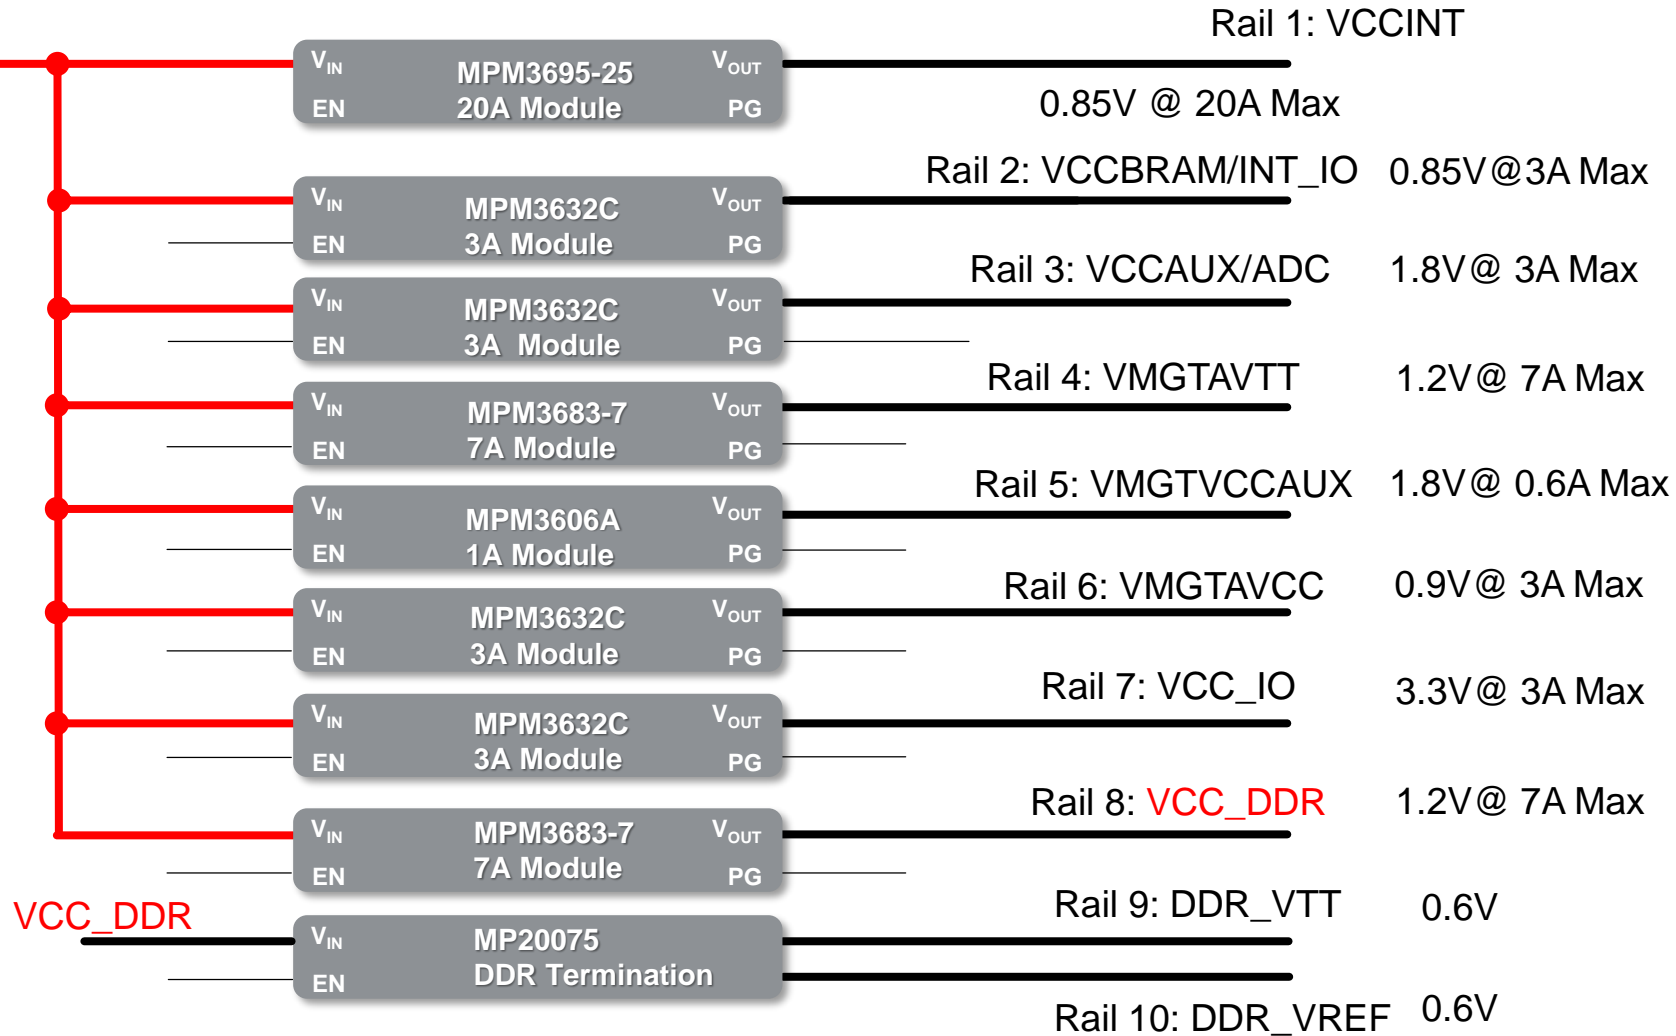 Rail 1: VCCINT
VIN MPM3695-25 VOUT
EN 20A Module PG
0.85V @ 20A Max
Rail 2: VCCBRAM/INT_IO 0.85V@3A Max
VIN MPM3632C VOUT
EN 3A Module PG
Rail 3: VCCAUX/ADC 1.8V@ 3A Max
VIN MPM3632C VOUT
EN 3A Module PG
Rail 4: VMGTAVTT 1.2V@ 7A Max
VIN MPM3683-7 VOUT
EN 7A Module PG
Rail 5: VMGTVCCAUX 1.8V@ 0.6A Max
VIN MPM3606A VOUT
EN 1A Module PG
Rail 6: VMGTAVCC 0.9V@ 3A Max
VIN MPM3632C VOUT
EN 3A Module PG
Rail 7: VCC_IO 3.3V@ 3A Max
VIN MPM3632C VOUT
EN 3A Module PG
Rail 8: VCC_DDR 1.2V@ 7A Max
VIN MPM3683-7 VOUT
EN 7A Module PG
VCC_DDR
Rail 9: DDR_VTT 0.6V
VIN MP20075
EN DDR Termination
Rail 10: DDR_VREF 0.6V